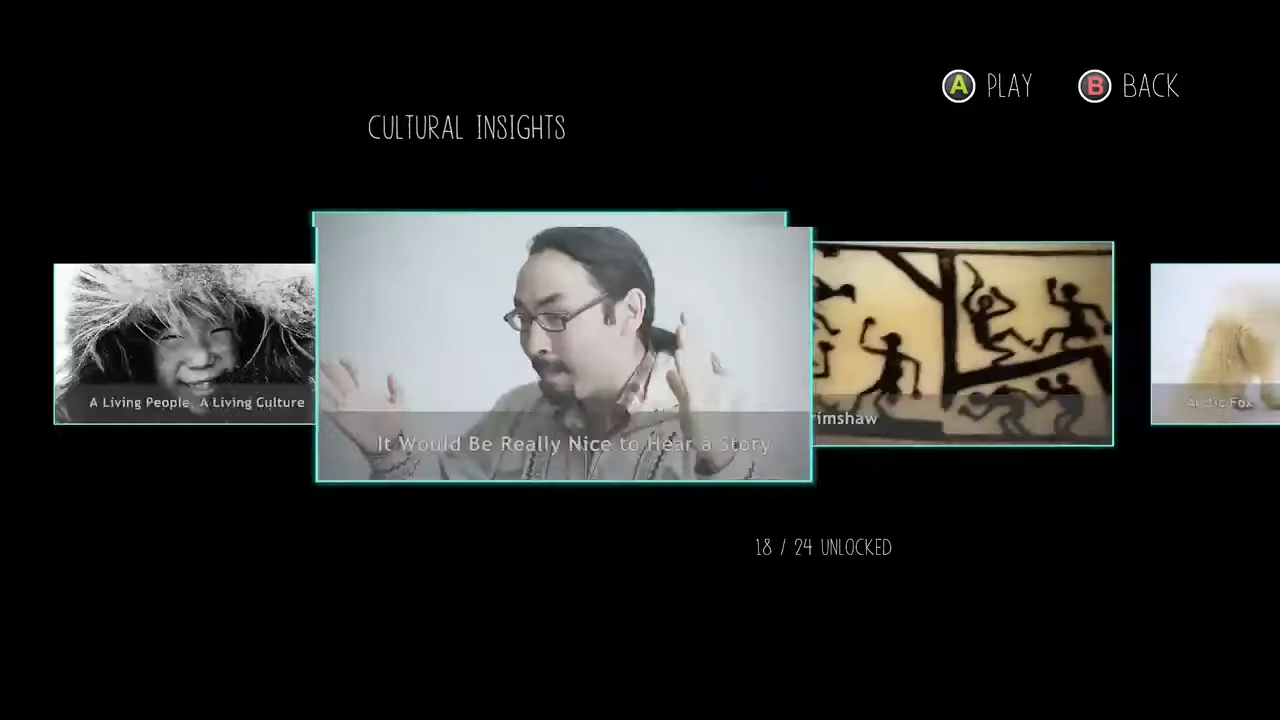 A PLAY B BACK
CULTURAL INSIGHTS
A Living People, A Living Culture
It Would Be Really Nice to Hear a Story
Arctic Fox
18 / 24 UNLOCKED